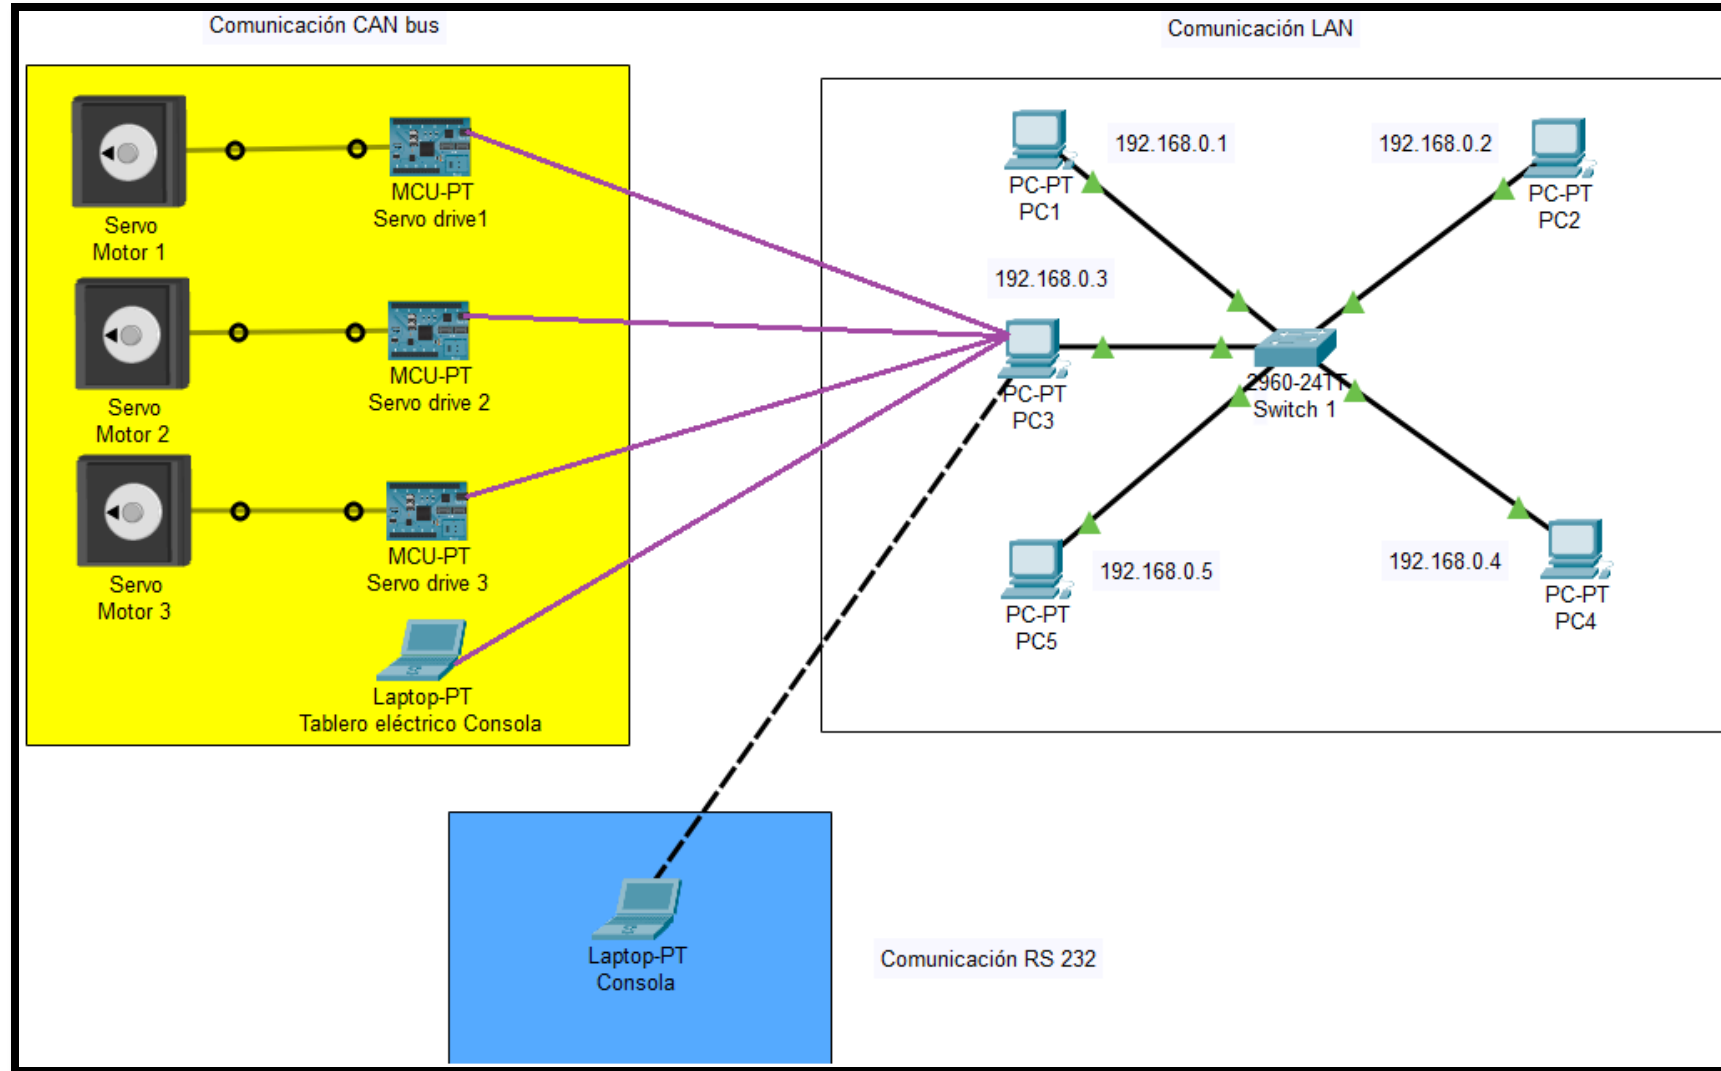 Comunicación CAN bus
Comunicación LAN
Servo
Motor 1
MCU-PT
Servo drive1
Servo
Motor 2
MCU-PT
Servo drive 2
Servo
Motor 3
MCU-PT
Servo drive 3
Laptop-PT
Tablero eléctrico Consola
192.168.0.1
PC-PT
PC1
192.168.0.2
PC-PT
PC2
192.168.0.3
PC-PT
PC3
2960-24TT
Switch 1
192.168.0.5
PC-PT
PC5
192.168.0.4
PC-PT
PC4
Laptop-PT
Consola
Comunicación RS 232